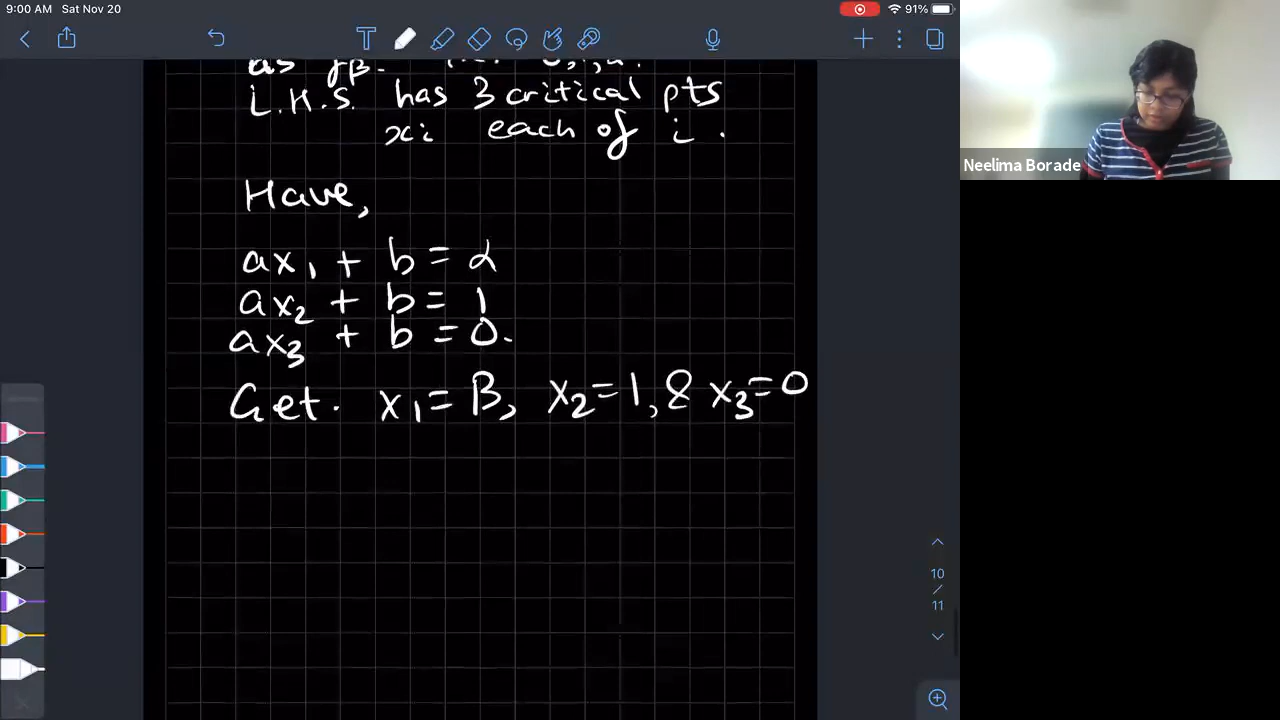 9:00 AM Sat Nov 20
91%
as
L.H.S. has 3 critical pts
xi each of i.
Neelima Borade
Have,
ax1 + b = α
ax2 + b = 1
ax3 + b = 0.
Get. x1 = β, x2 = 1, & x3 = 0
10
/
11